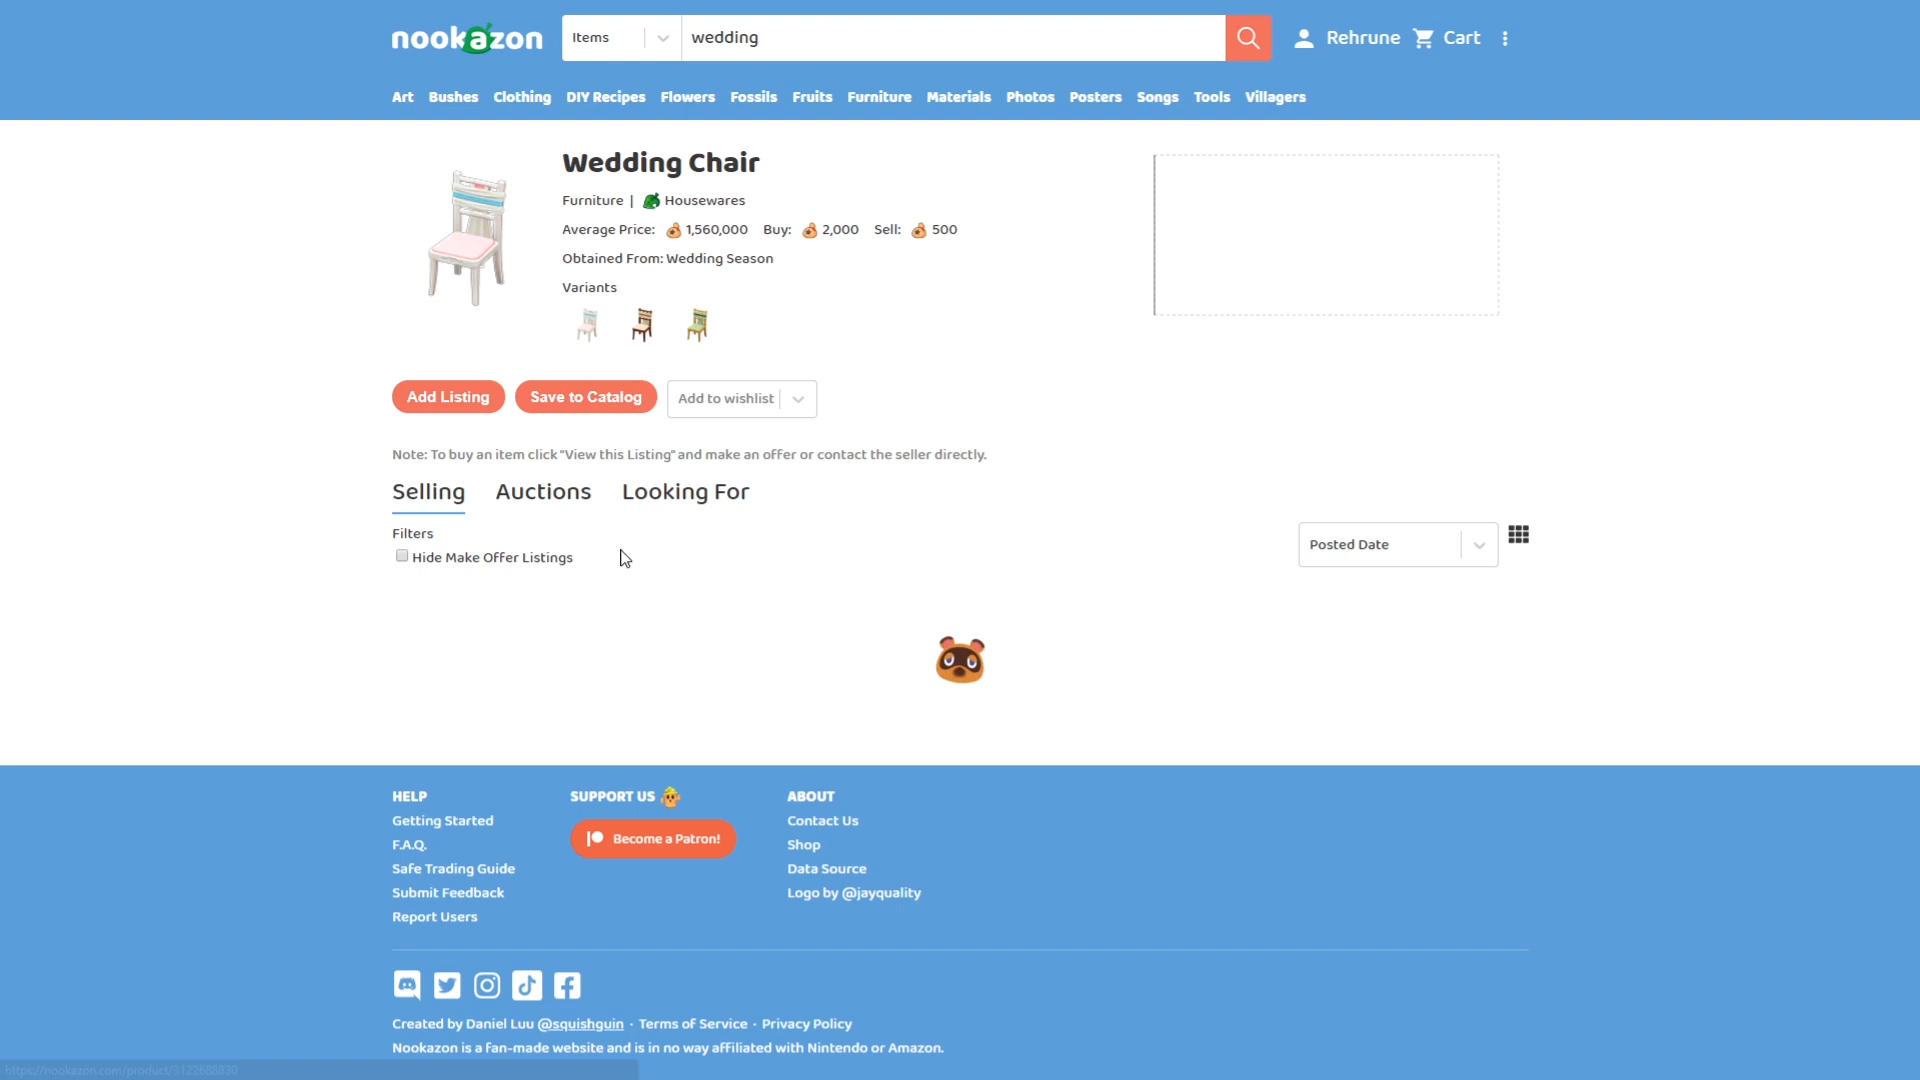 nookazon
Items
wedding
Rehrune
Cart
Art Bushes Clothing DIY Recipes Flowers Fossils Fruits Furniture Materials Photos Posters Songs Tools Villagers
Wedding Chair
Furniture | Housewares
Average Price: 1,560,000 Buy: 2,000 Sell: 500
Obtained From: Wedding Season
Variants
Add Listing
Save to Catalog
Add to wishlist
Note: To buy an item click "View this Listing" and make an offer or contact the seller directly.
Selling Auctions Looking For
Filters
Hide Make Offer Listings
Posted Date
HELP
Getting Started
F.A.Q.
Safe Trading Guide
Submit Feedback
Report Users
SUPPORT US
Become a Patron!
ABOUT
Contact Us
Shop
Data Source
Logo by @jayquality
Created by Daniel Luu @squishguin · Terms of Service · Privacy Policy
Nookazon is a fan-made website and is in no way affiliated with Nintendo or Amazon.
https://nookazon.com/product/3122688830